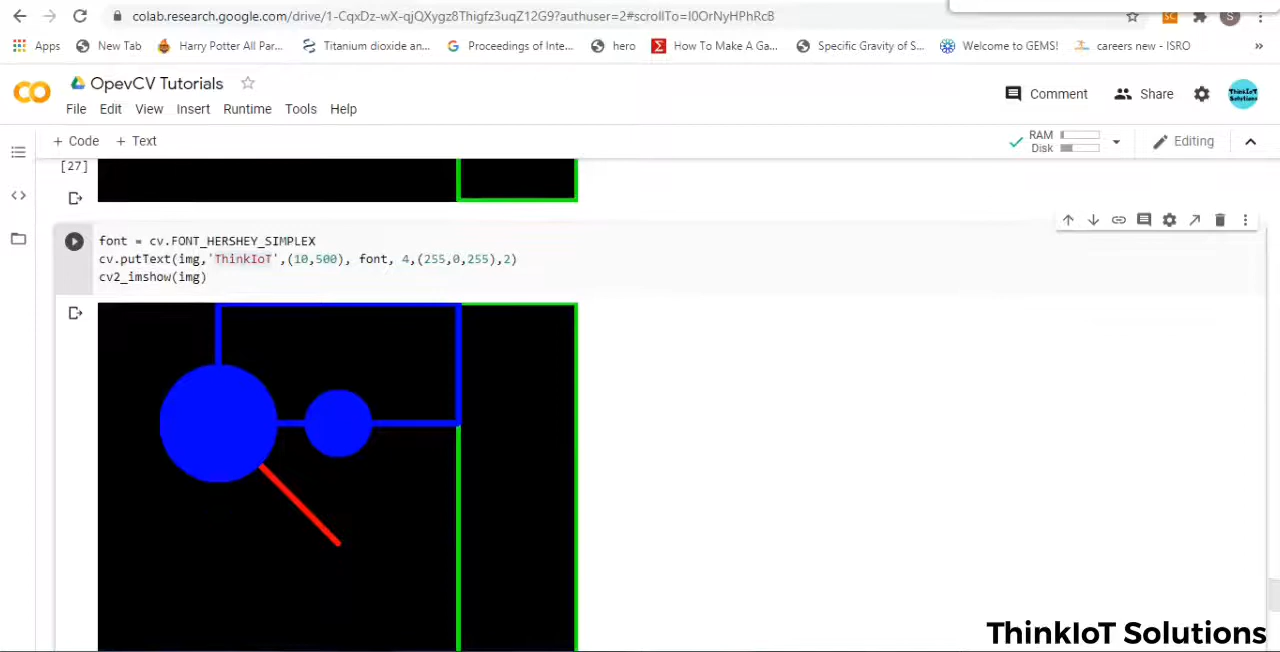 colab.research.google.com/drive/1-CqxDz-wX-qjQXygz8Thigfz3uqZ12G9?authuser=2#scrollTo=I0OrNyHPhRcB
SC
S
Apps New Tab Harry Potter All Par... Titanium dioxide an... Proceedings of Inte... hero How To Make A Ga... Specific Gravity of S... Welcome to GEMS! careers new - ISRO »
OpevCV Tutorials
Comment Share ThinkIoT Solutions
File Edit View Insert Runtime Tools Help
+ Code + Text
RAM
Disk
Editing
[27]
font = cv.FONT_HERSHEY_SIMPLEX
cv.putText(img,'ThinkIoT',(10,500), font, 4,(255,0,255),2)
cv2_imshow(img)
ThinkIoT Solutions